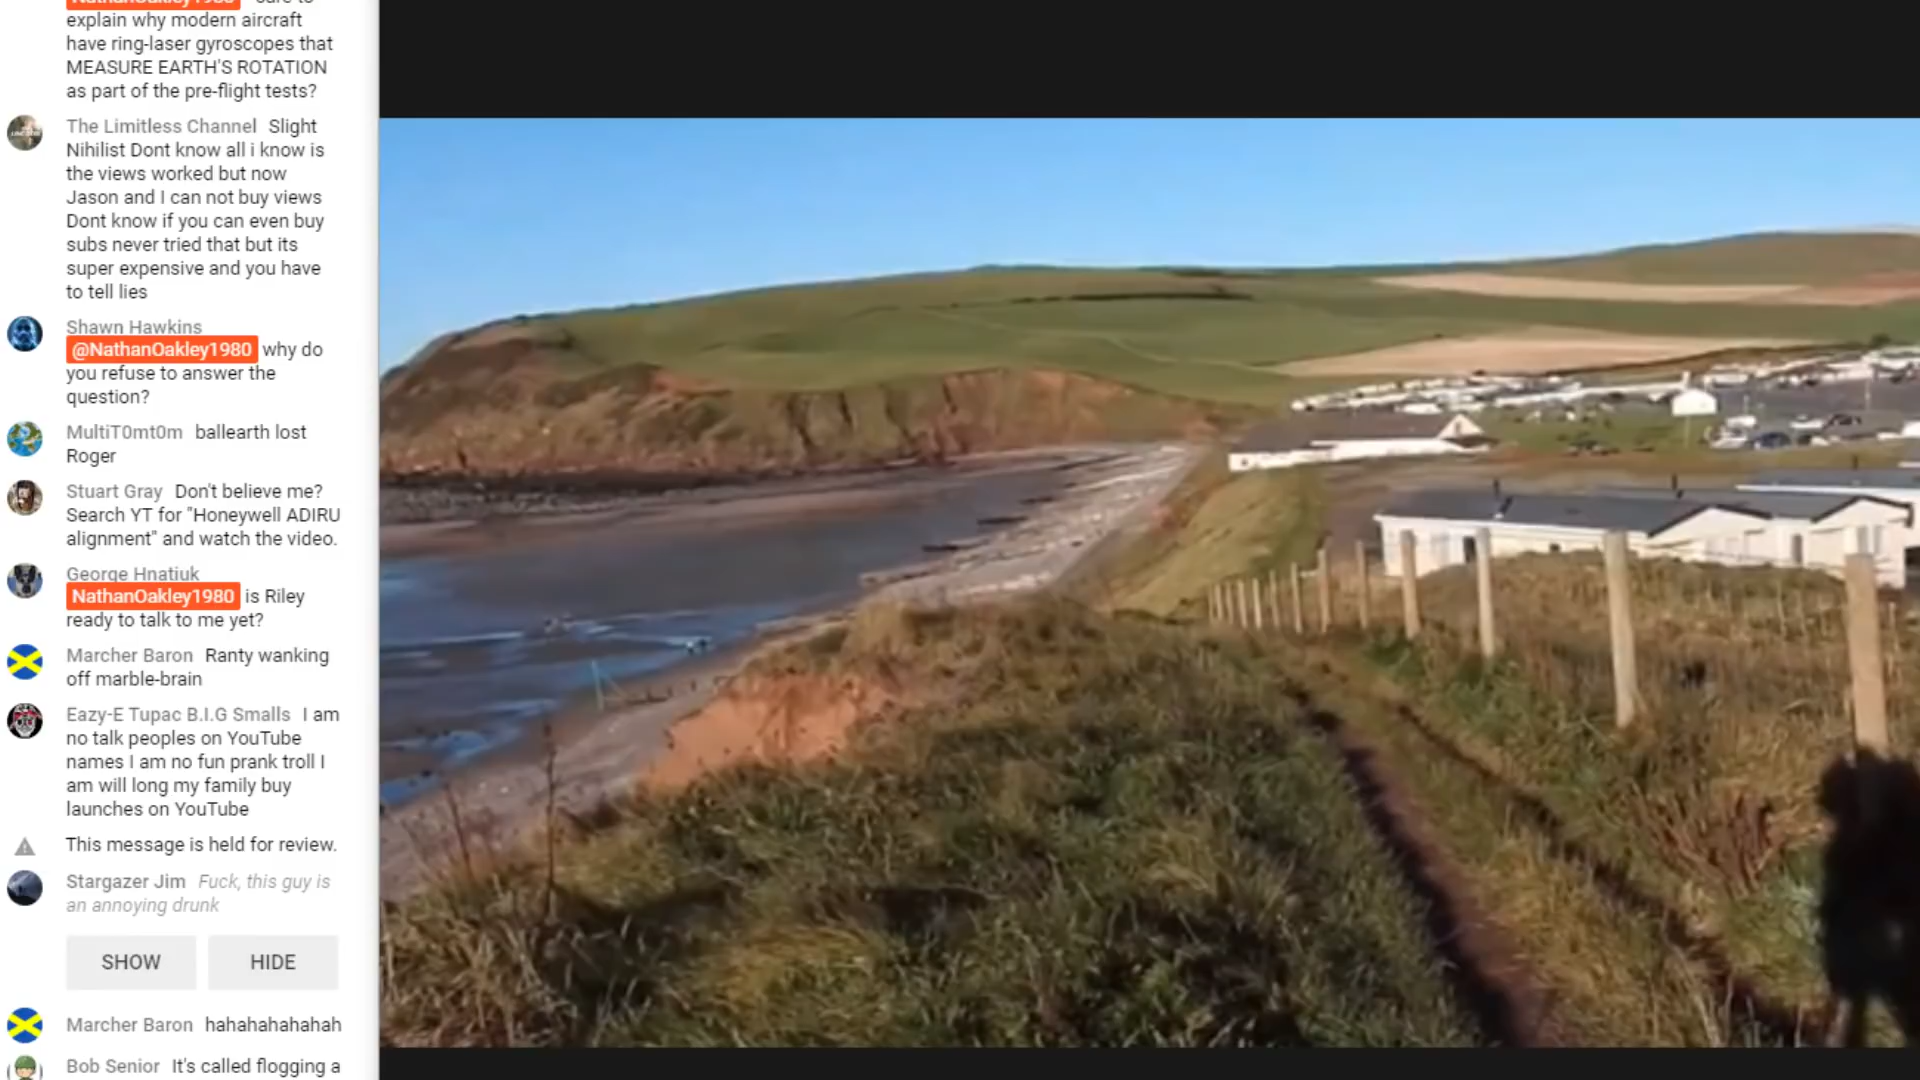 NathanOakley1980 care to
explain why modern aircraft
have ring-laser gyroscopes that
MEASURE EARTH'S ROTATION
as part of the pre-flight tests?
The Limitless Channel Slight
Nihilist Dont know all i know is
the views worked but now
Jason and I can not buy views
Dont know if you can even buy
subs never tried that but its
super expensive and you have
to tell lies
Shawn Hawkins
@NathanOakley1980 why do
you refuse to answer the
question?
MultiT0mt0m ballearth lost
Roger
Stuart Gray Don't believe me?
Search YT for "Honeywell ADIRU
alignment" and watch the video.
George Hnatiuk
NathanOakley1980 is Riley
ready to talk to me yet?
Marcher Baron Ranty wanking
off marble-brain
Eazy-E Tupac B.I.G Smalls I am
no talk peoples on YouTube
names I am no fun prank troll I
am will long my family buy
launches on YouTube
This message is held for review.
Stargazer Jim Fuck, this guy is
an annoying drunk
SHOW HIDE
Marcher Baron hahahahahahah
Bob Senior It's called flogging a